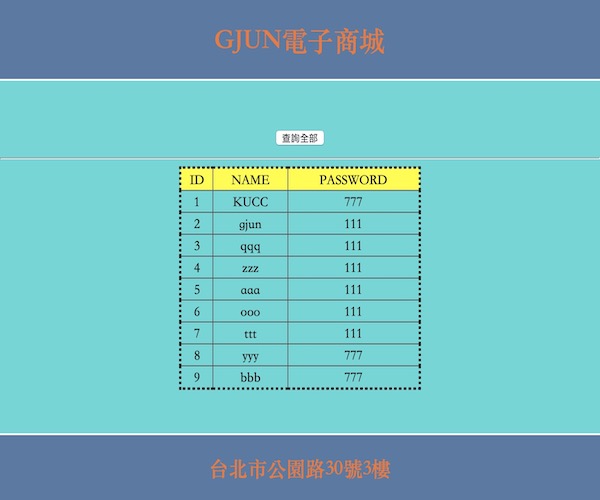 GJUN電子商城
查詢全部
ID NAME PASSWORD
1 KUCC 777
2 gjun 111
3 qqq 111
4 zzz 111
5 aaa 111
6 ooo 111
7 ttt 111
8 yyy 777
9 bbb 777
台北市公園路30號3樓